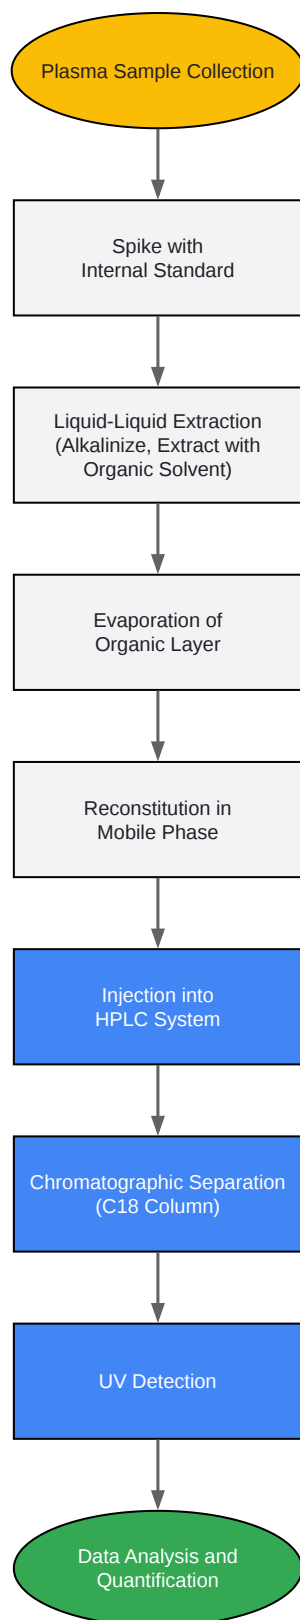 Plasma Sample Collection
Spike with
Internal Standard
Liquid-Liquid Extraction
(Alkalinize, Extract with
Organic Solvent)
Evaporation of
Organic Layer
Reconstitution in
Mobile Phase
Injection into
HPLC System
Chromatographic Separation
(C18 Column)
UV Detection
Data Analysis and
Quantification